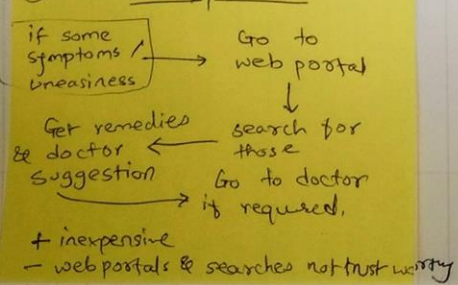 if some
symptoms /
uneasiness
Go to
web portal
search for
those
Get remedies
& doctor
suggestion
Go to doctor
if requred.
+ inexpensive
- web portals & searches not trust worthy